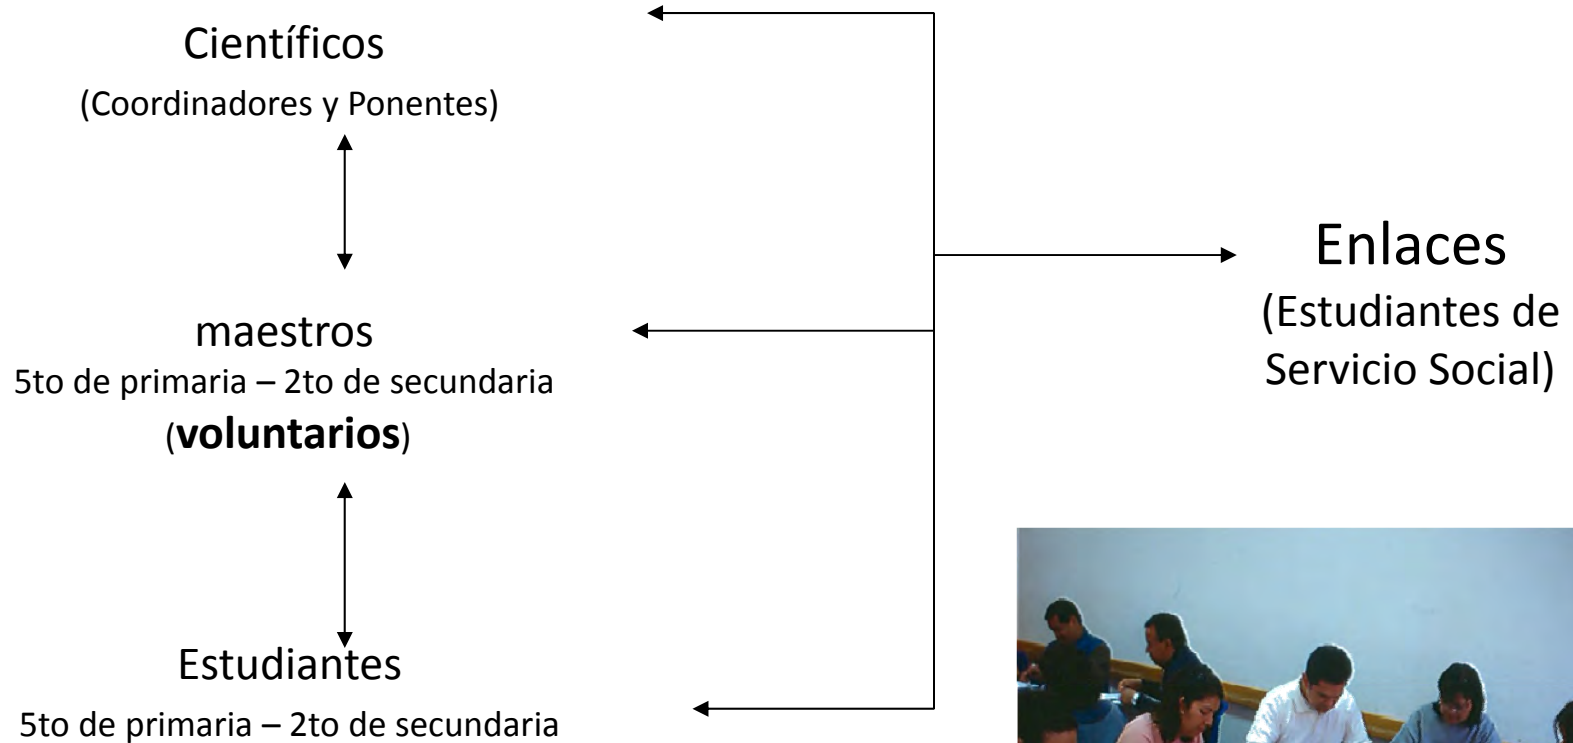 Científicos
(Coordinadores y Ponentes)
maestros
5to de primaria – 2to de secundaria
(voluntarios)
Estudiantes
5to de primaria – 2to de secundaria
Enlaces
(Estudiantes de
Servicio Social)